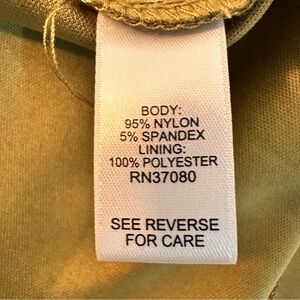 BODY:
95% NYLON
5% SPANDEX
LINING:
100% POLYESTER
RN37080
SEE REVERSE
FOR CARE